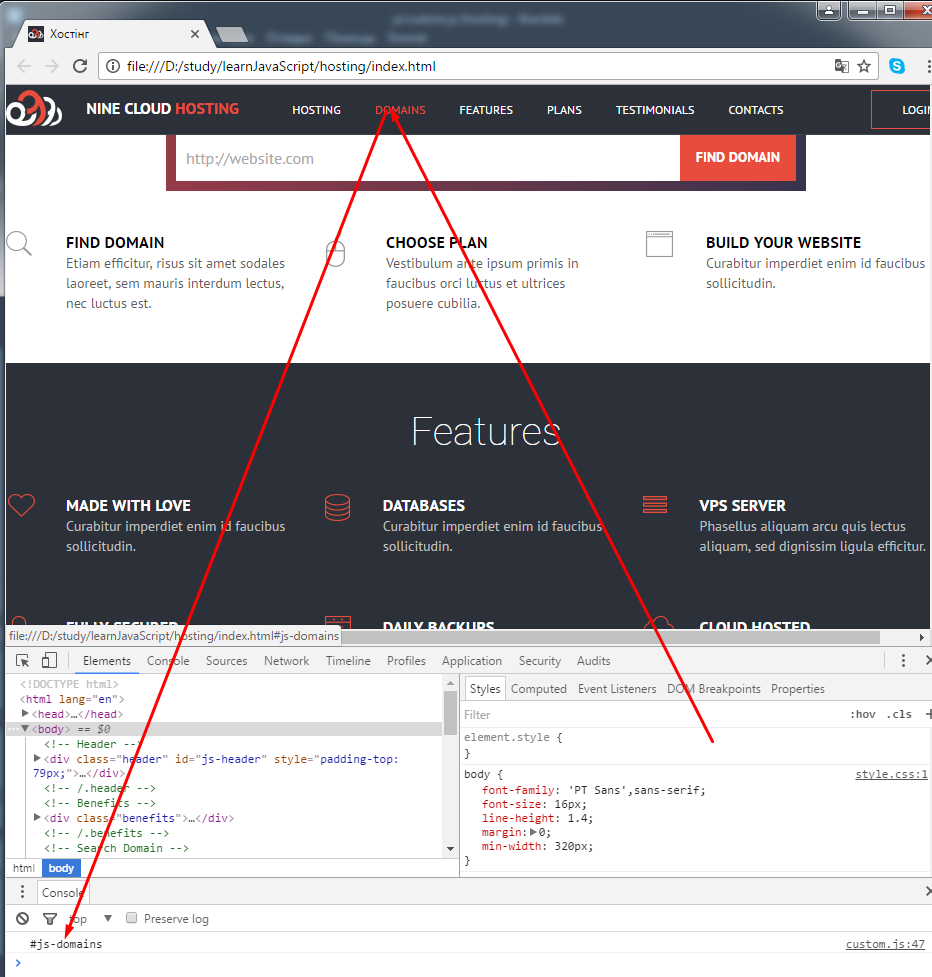 Хостінг
file:///D:/study/learnJavaScript/hosting/index.html
NINE CLOUD HOSTING HOSTING DOMAINS FEATURES PLANS TESTIMONIALS CONTACTS LOGIN
http://website.com FIND DOMAIN
FIND DOMAIN
Etiam efficitur, risus sit amet sodales
laoreet, sem mauris interdum lectus,
nec luctus est.
CHOOSE PLAN
Vestibulum ante ipsum primis in
faucibus orci luctus et ultrices
posuere cubilia.
BUILD YOUR WEBSITE
Curabitur imperdiet enim id faucibus
sollicitudin.
Features
MADE WITH LOVE
Curabitur imperdiet enim id faucibus
sollicitudin.
DATABASES
Curabitur imperdiet enim id faucibus
sollicitudin.
VPS SERVER
Phasellus aliquam arcu quis lectus
aliquam, sed dignissim ligula efficitur.
FULLY SECURED DAILY BACKUPS CLOUD HOSTED
file:///D:/study/learnJavaScript/hosting/index.html#js-domains
Elements Console Sources Network Timeline Profiles Application Security Audits
<!DOCTYPE html>
<html lang="en">
<head>…</head>
<body> == $0
<!-- Header -->
<div class="header" id="js-header" style="padding-top:
79px;">…</div>
<!-- /.header -->
<!-- Benefits -->
<div class="benefits">…</div>
<!-- /.benefits -->
<!-- Search Domain -->
html body
Styles Computed Event Listeners DOM Breakpoints Properties
Filter :hov .cls +
element.style {
}
body { style.css:1
font-family: 'PT Sans',sans-serif;
font-size: 16px;
line-height: 1.4;
margin: 0;
min-width: 320px;
}
Console
top Preserve log
#js-domains custom.js:47